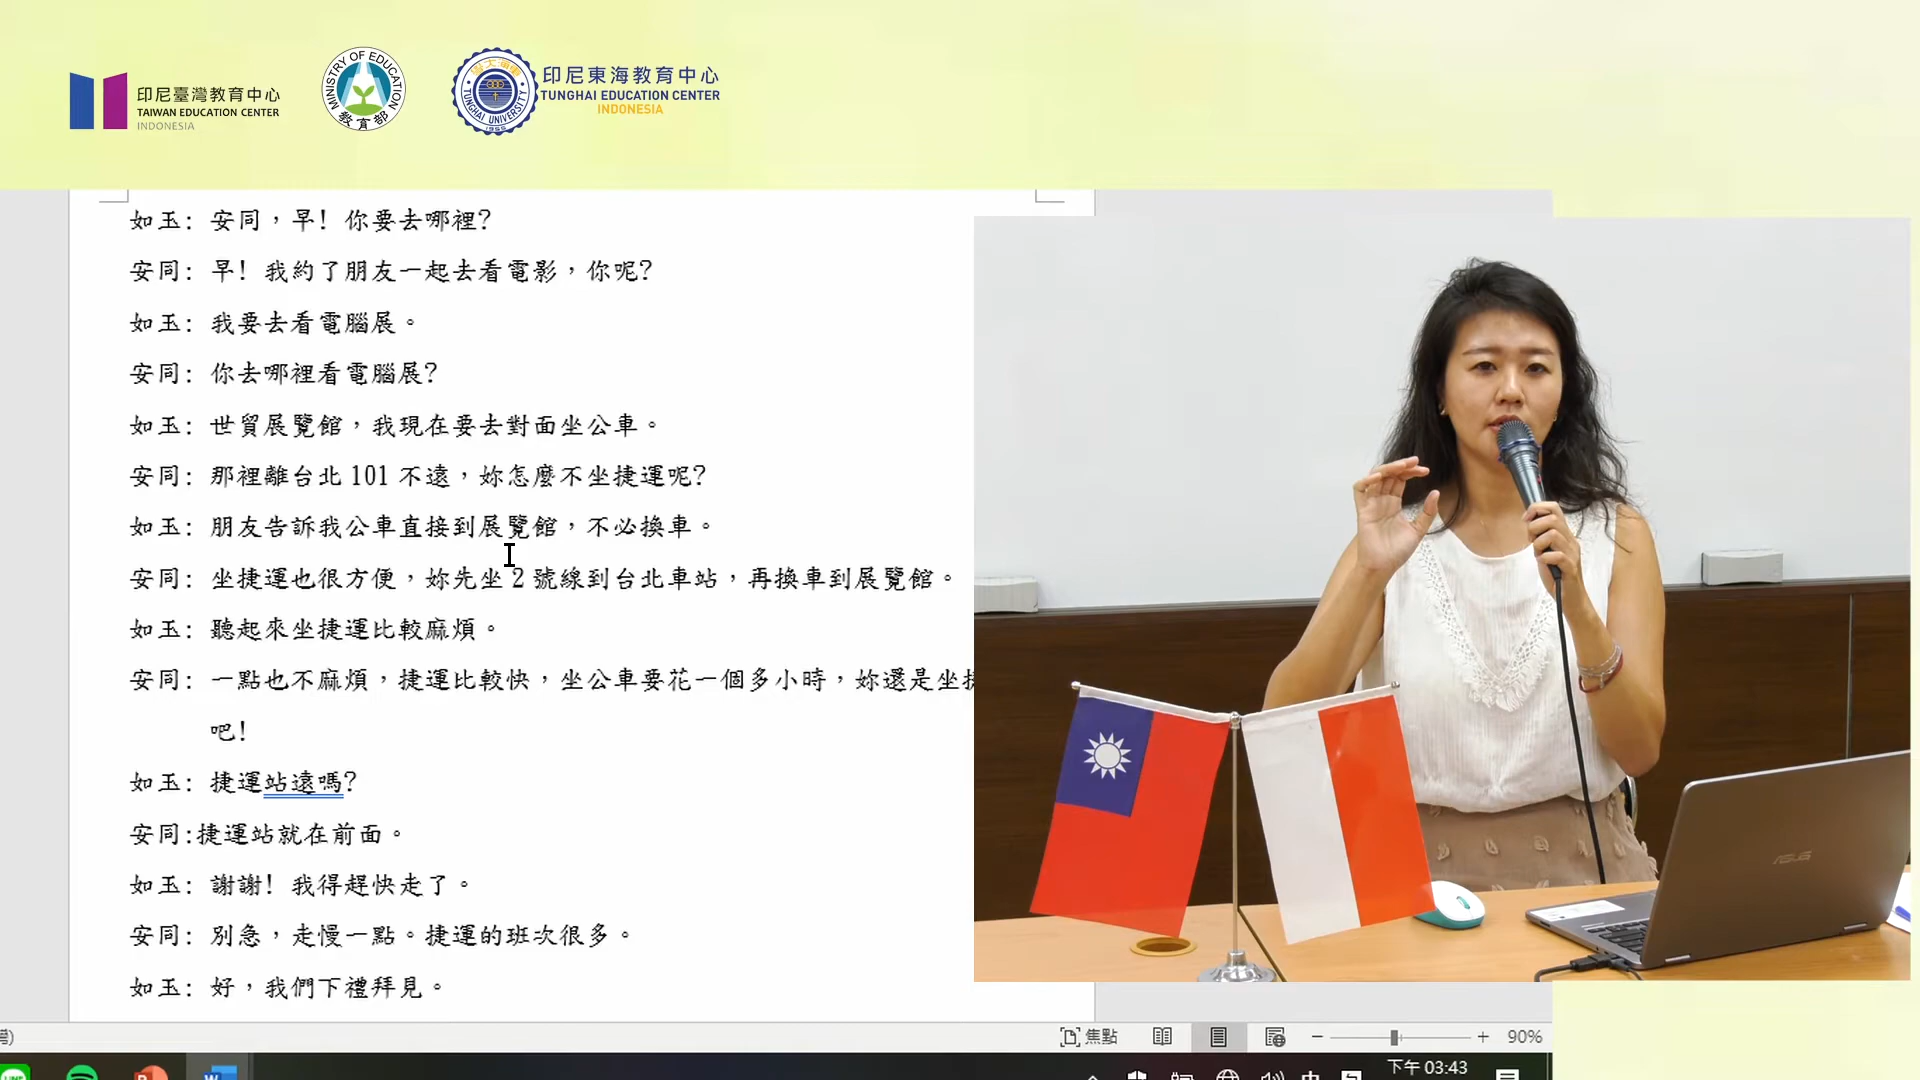 印尼臺灣教育中心
TAIWAN EDUCATION CENTER
INDONESIA
MINISTRY OF EDUCATION
教育部
TUNGHAI UNIVERSITY
1955
印尼東海教育中心
TUNGHAI EDUCATION CENTER
INDONESIA
如玉: 安同,早! 你要去哪裡?
安同: 早! 我約了朋友一起去看電影,你呢?
如玉: 我要去看電腦展。
安同: 你去哪裡看電腦展?
如玉: 世貿展覽館,我現在要去對面坐公車。
安同: 那裡離台北 101 不遠,妳怎麼不坐捷運呢?
如玉: 朋友告訴我公車直接到展覽館,不必換車。
安同: 坐捷運也很方便,妳先坐 2 號線到台北車站,再換車到展覽館。
如玉: 聽起來坐捷運比較麻煩。
安同: 一點也不麻煩,捷運比較快,坐公車要花一個多小時,妳還是坐
吧!
如玉: 捷運站遠嗎?
安同:捷運站就在前面。
如玉: 謝謝! 我得趕快走了。
安同: 別急,走慢一點。捷運的班次很多。
如玉: 好,我們下禮拜見。
焦點
90%
下午 03:43
中
ASUS